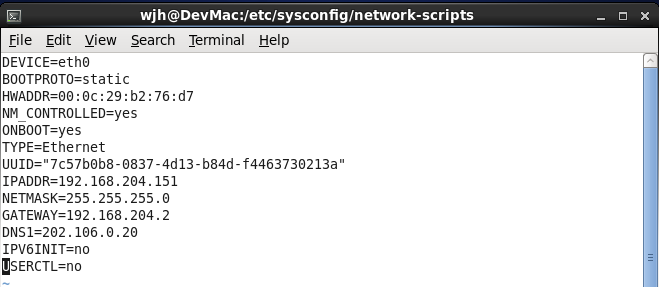 wjh@DevMac:/etc/sysconfig/network-scripts
File Edit View Search Terminal Help
DEVICE=eth0
BOOTPROTO=static
HWADDR=00:0c:29:b2:76:d7
NM_CONTROLLED=yes
ONBOOT=yes
TYPE=Ethernet
UUID="7c57b0b8-0837-4d13-b84d-f4463730213a"
IPADDR=192.168.204.151
NETMASK=255.255.255.0
GATEWAY=192.168.204.2
DNS1=202.106.0.20
IPV6INIT=no
USERCTL=no
~